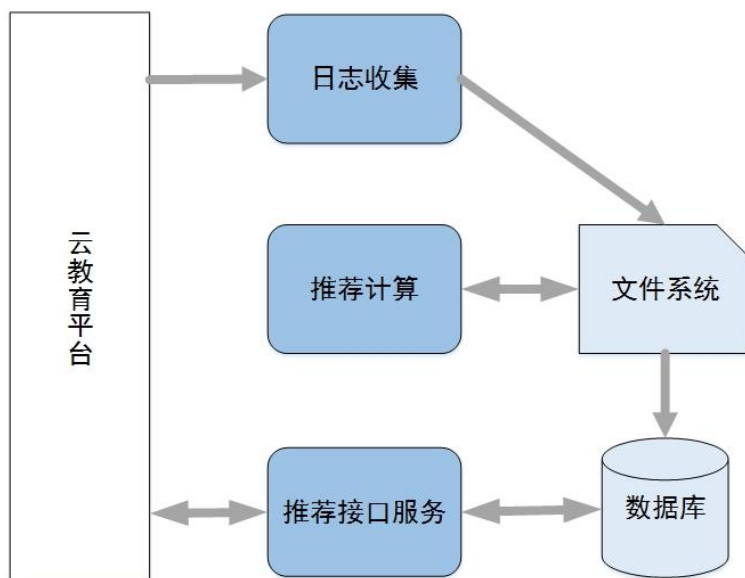 日志收集
云教育平台
推荐计算
文件系统
推荐接口服务
数据库